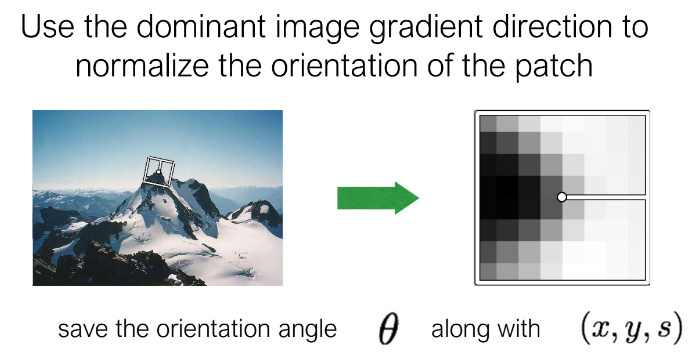 Use the dominant image gradient direction to
normalize the orientation of the patch
save the orientation angle θ along with (x, y, s)